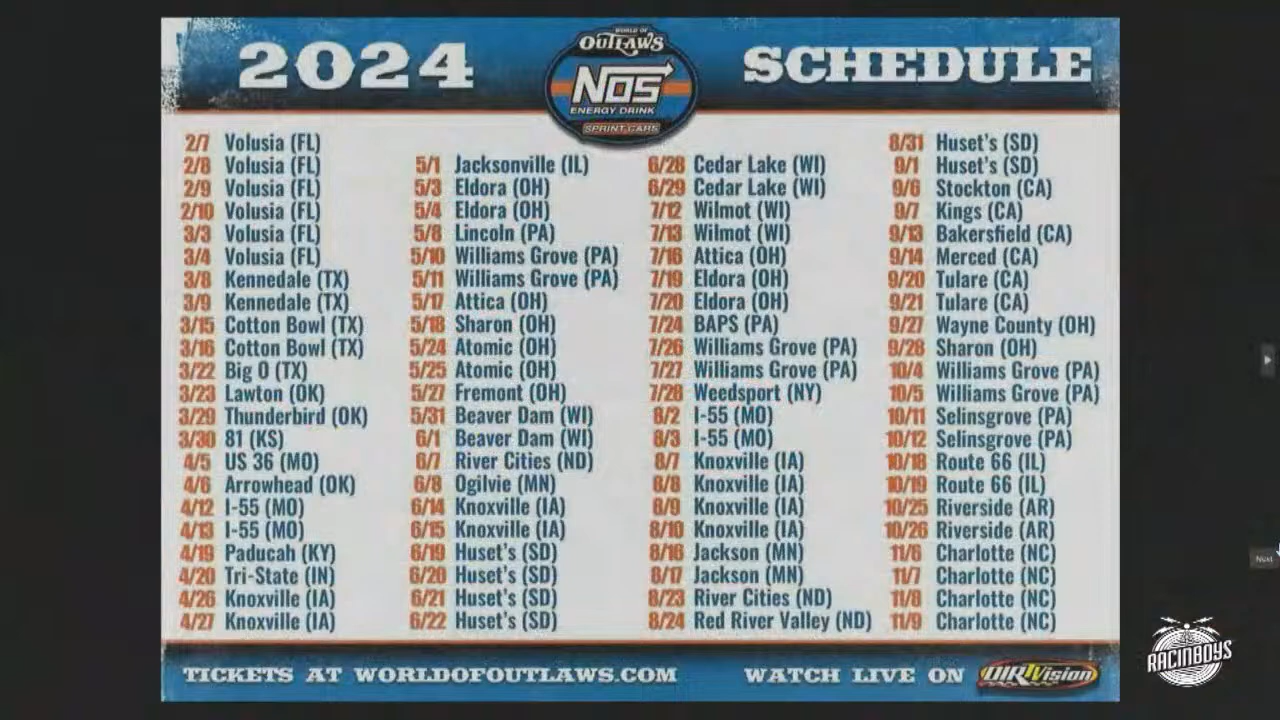 2024
WORLD OF
OUTLAWS
NOS
ENERGY DRINK
SPRINT CARS
SCHEDULE
2/7 Volusia (FL)
2/8 Volusia (FL)
2/9 Volusia (FL)
2/10 Volusia (FL)
3/3 Volusia (FL)
3/4 Volusia (FL)
3/8 Kennedale (TX)
3/9 Kennedale (TX)
3/15 Cotton Bowl (TX)
3/16 Cotton Bowl (TX)
3/22 Big O (TX)
3/23 Lawton (OK)
3/29 Thunderbird (OK)
3/30 81 (KS)
4/5 US 36 (MO)
4/6 Arrowhead (OK)
4/12 I-55 (MO)
4/13 I-55 (MO)
4/19 Paducah (KY)
4/20 Tri-State (IN)
4/26 Knoxville (IA)
4/27 Knoxville (IA)
5/1 Jacksonville (IL)
5/3 Eldora (OH)
5/4 Eldora (OH)
5/8 Lincoln (PA)
5/10 Williams Grove (PA)
5/11 Williams Grove (PA)
5/17 Attica (OH)
5/18 Sharon (OH)
5/24 Atomic (OH)
5/25 Atomic (OH)
5/27 Fremont (OH)
5/31 Beaver Dam (WI)
6/1 Beaver Dam (WI)
6/7 River Cities (ND)
6/8 Ogilvie (MN)
6/14 Knoxville (IA)
6/15 Knoxville (IA)
6/19 Huset's (SD)
6/20 Huset's (SD)
6/21 Huset's (SD)
6/22 Huset's (SD)
6/28 Cedar Lake (WI)
6/29 Cedar Lake (WI)
7/12 Wilmot (WI)
7/13 Wilmot (WI)
7/16 Attica (OH)
7/19 Eldora (OH)
7/20 Eldora (OH)
7/24 BAPS (PA)
7/26 Williams Grove (PA)
7/27 Williams Grove (PA)
7/28 Weedsport (NY)
8/2 I-55 (MO)
8/3 I-55 (MO)
8/7 Knoxville (IA)
8/8 Knoxville (IA)
8/9 Knoxville (IA)
8/10 Knoxville (IA)
8/16 Jackson (MN)
8/17 Jackson (MN)
8/23 River Cities (ND)
8/24 Red River Valley (ND)
8/31 Huset's (SD)
9/1 Huset's (SD)
9/6 Stockton (CA)
9/7 Kings (CA)
9/13 Bakersfield (CA)
9/14 Merced (CA)
9/20 Tulare (CA)
9/21 Tulare (CA)
9/27 Wayne County (OH)
9/28 Sharon (OH)
10/4 Williams Grove (PA)
10/5 Williams Grove (PA)
10/11 Selinsgrove (PA)
10/12 Selinsgrove (PA)
10/18 Route 66 (IL)
10/19 Route 66 (IL)
10/25 Riverside (AR)
10/26 Riverside (AR)
11/6 Charlotte (NC)
11/7 Charlotte (NC)
11/8 Charlotte (NC)
11/9 Charlotte (NC)
TICKETS AT WORLDOFOUTLAWS.COM
WATCH LIVE ON DIRTVision
Next
RACINBOYS